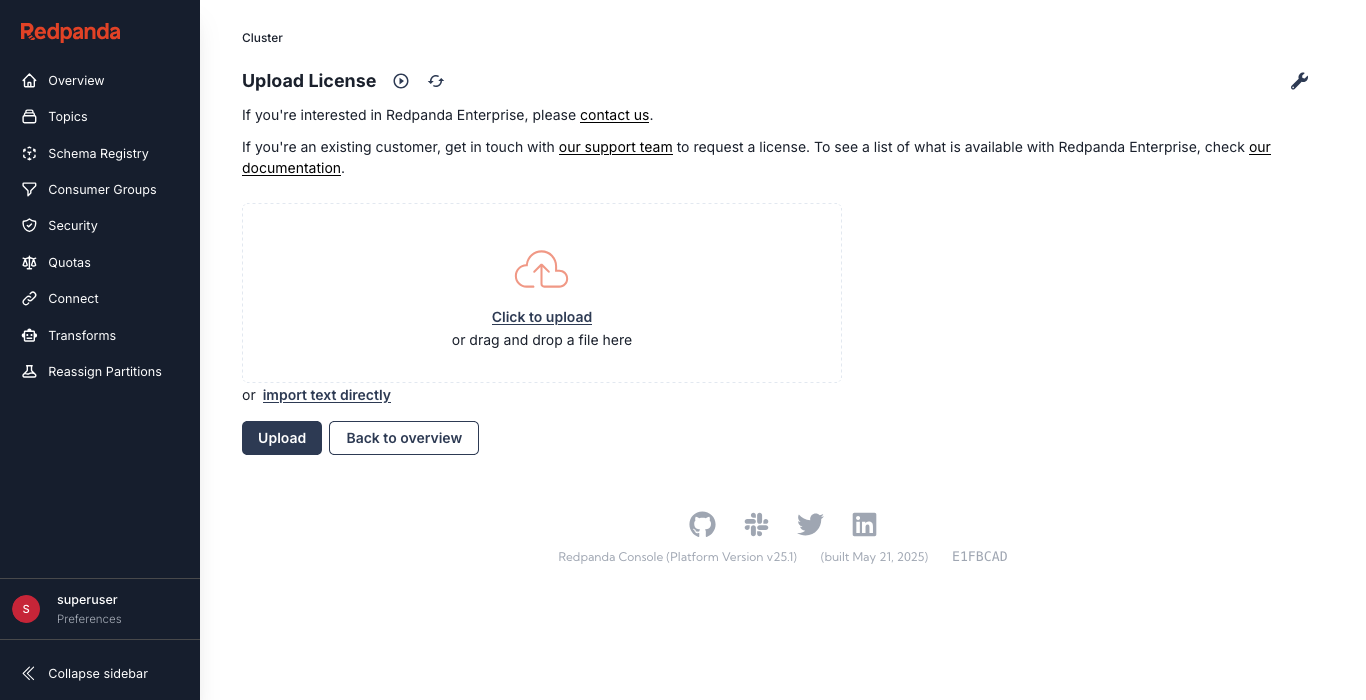 Redpanda
Overview
Topics
Schema Registry
Consumer Groups
Security
Quotas
Connect
Transforms
Reassign Partitions
S
superuser
Preferences
Collapse sidebar
Cluster
Upload License
If you're interested in Redpanda Enterprise, please contact us.
If you're an existing customer, get in touch with our support team to request a license. To see a list of what is available with Redpanda Enterprise, check our
documentation.
Click to upload
or drag and drop a file here
or import text directly
Upload
Back to overview
Redpanda Console (Platform Version v25.1) (built May 21, 2025) E1FBCAD